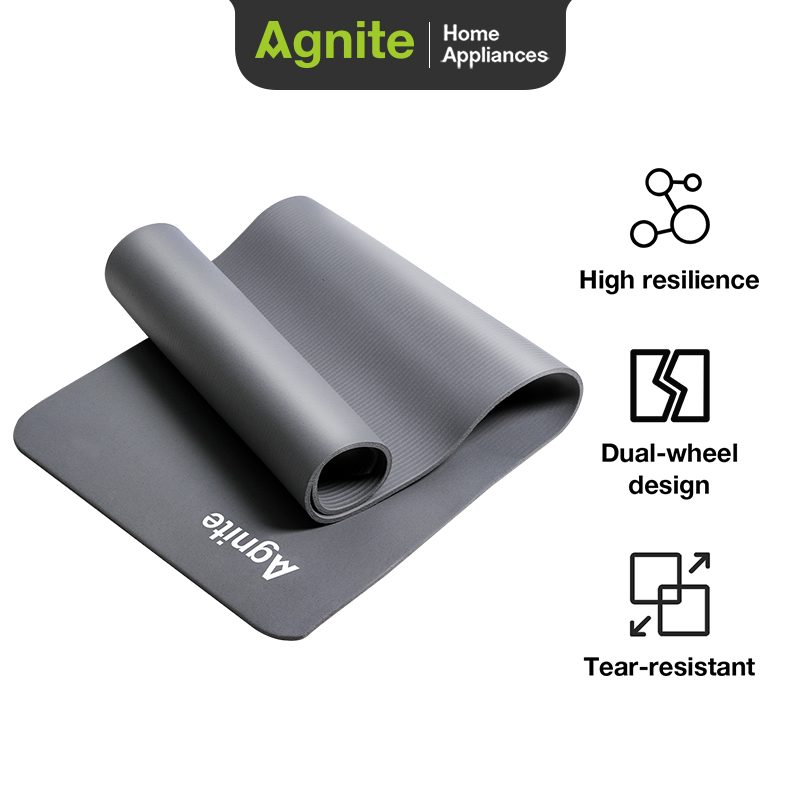 Agnite
Home
Appliances
High resilience
Dual-wheel
design
Tear-resistant
Agnite